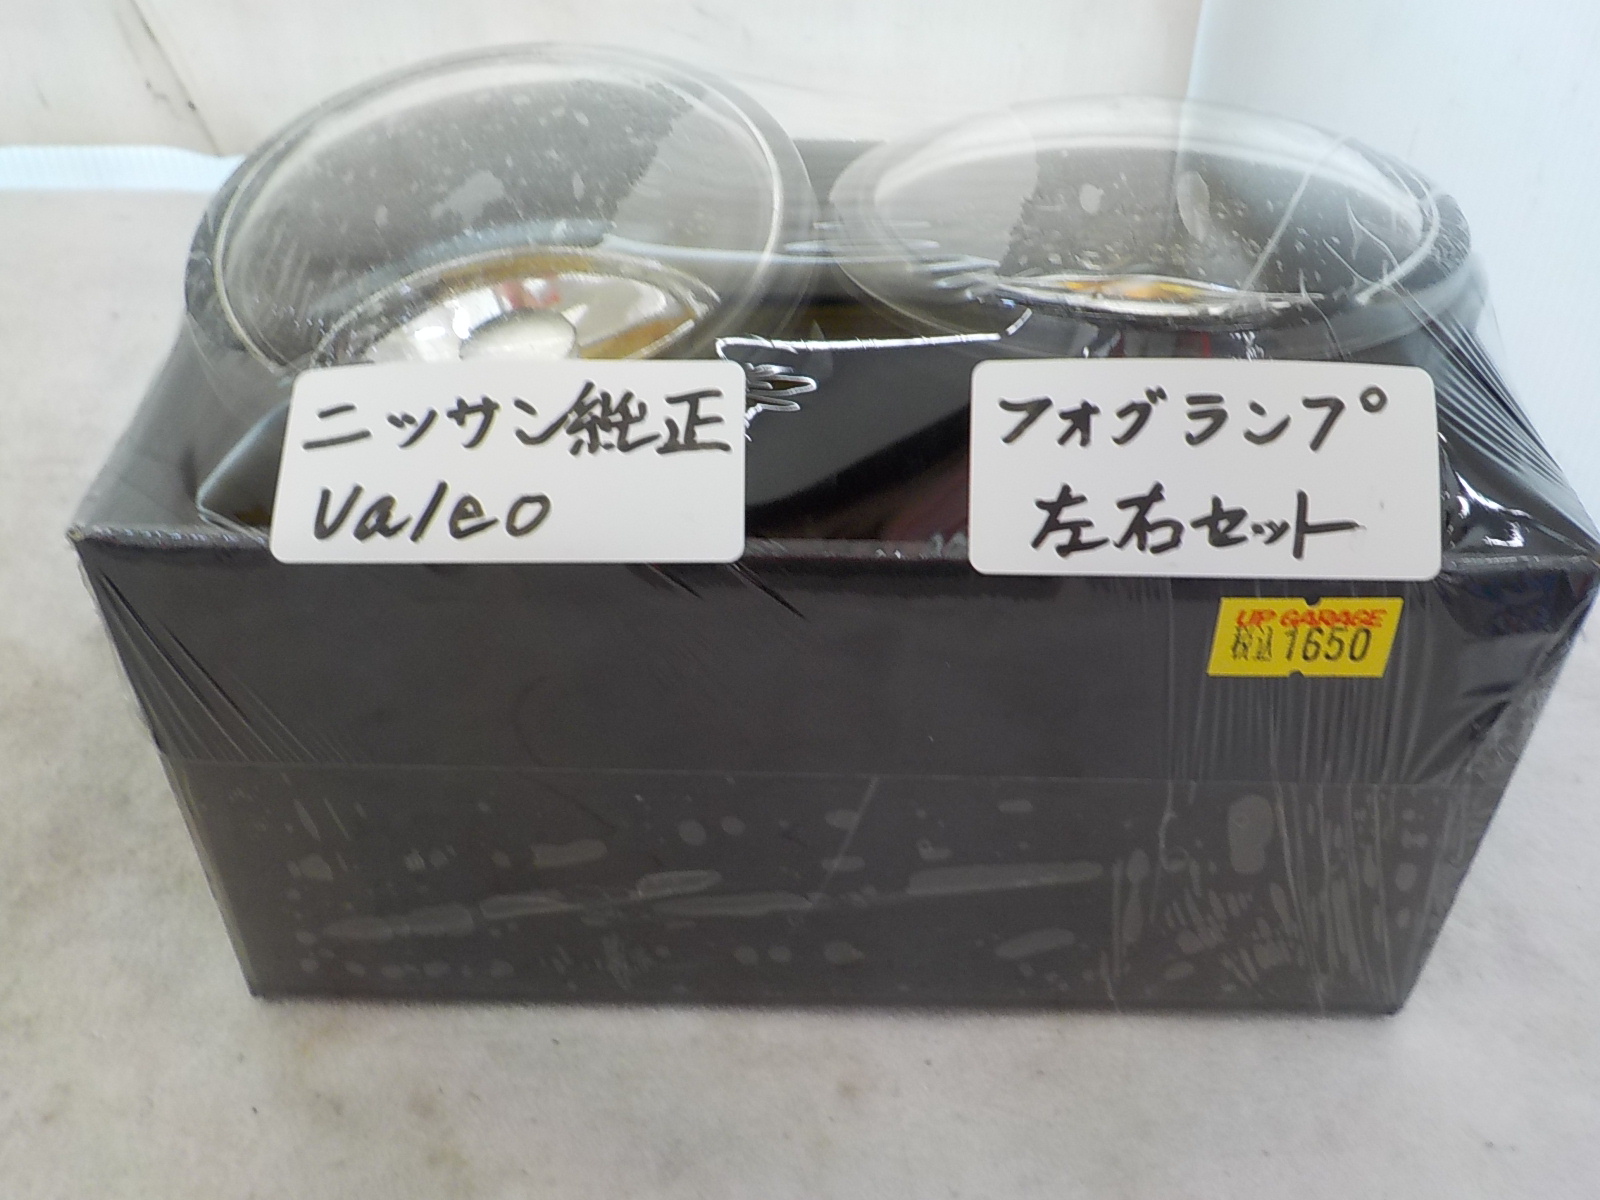 ニッサン純正
Valeo
フォグランプ
左右セット
UP GARAGE
税込 1650